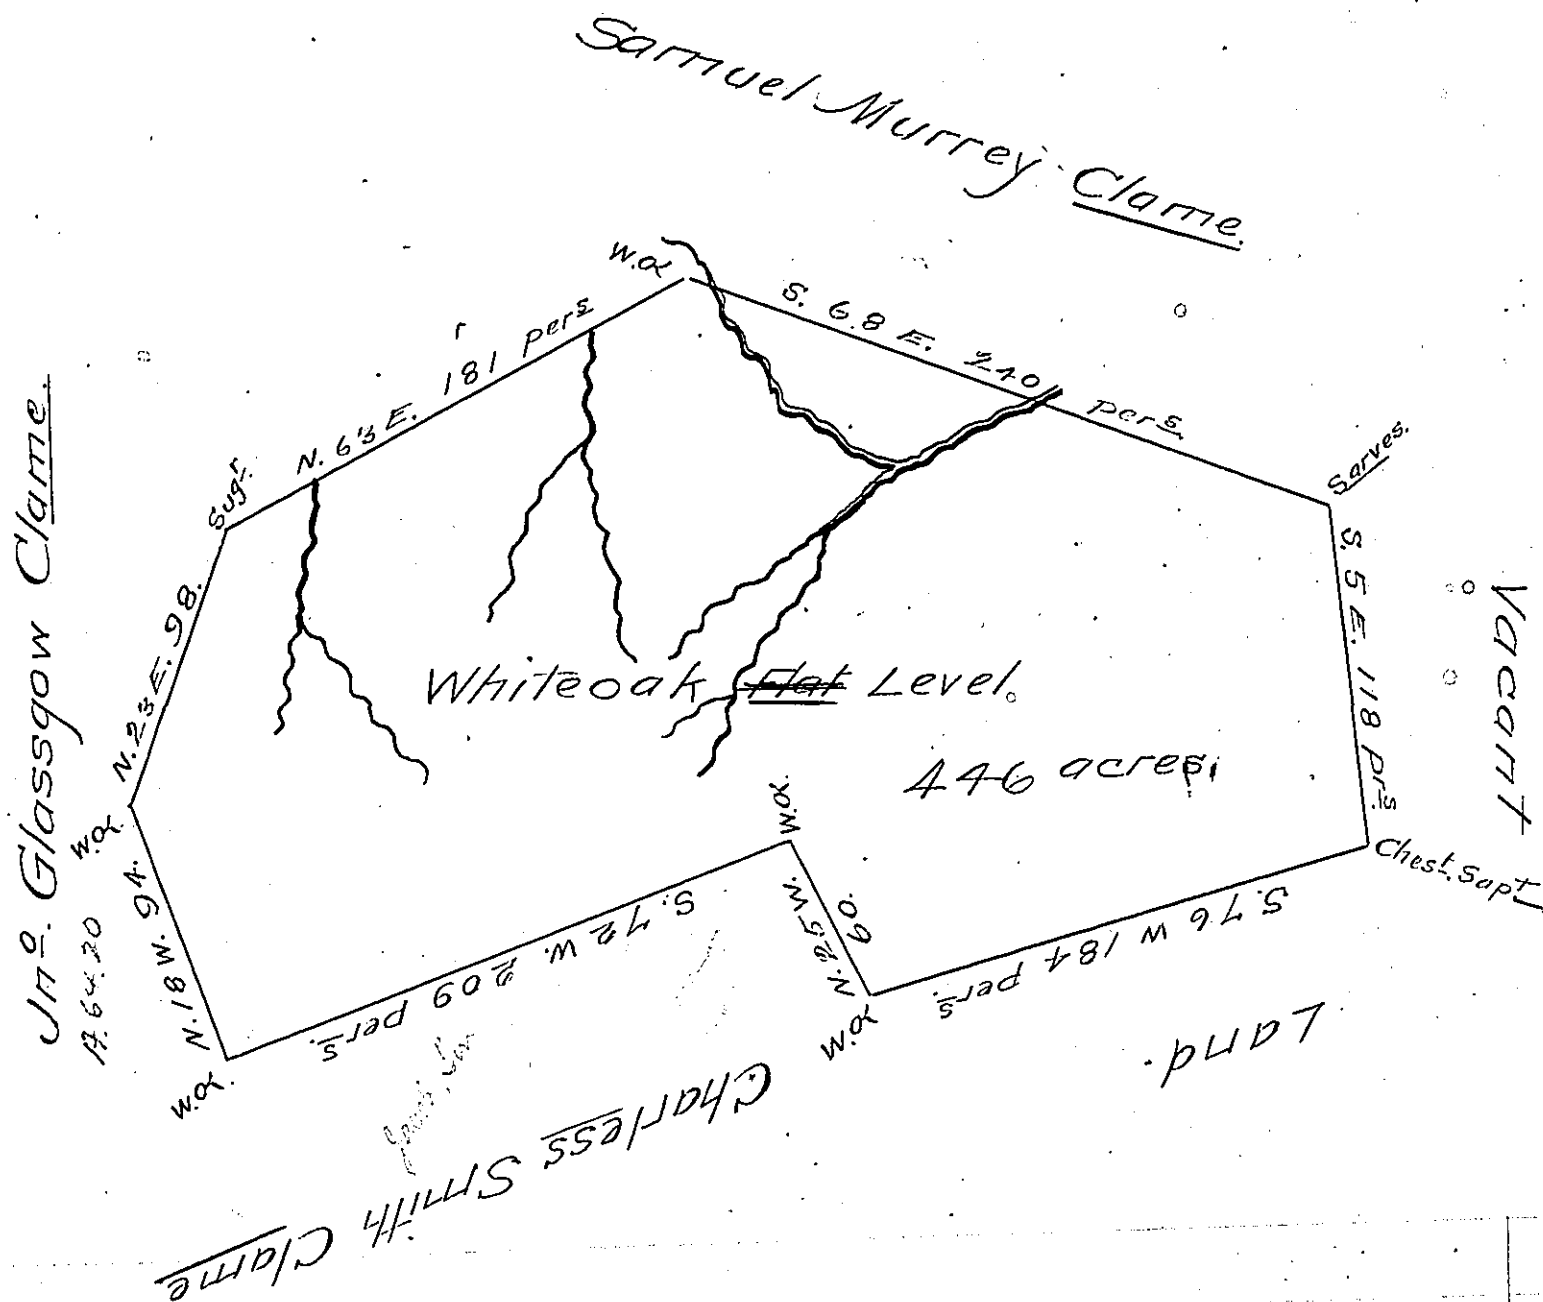 Samuel Murrey Clame.
W.O.
S. 68 E. 240 pers.
Sarves.
S. 5 E. 118 prs
Chest. Sapt
Vacant
Land.
S. 76 W 184 pers.
W.O.
N. 25 W. 60.
W.O.
S. 72 W. 209 pers.
W.O.
Charless Smith Clame
N. 18 W. 94.
W.O.
N. 23 E. 98.
Sugr.
N. 63 E. 181 pers
r
Jno. Glassgow Clame.
A. 64. 20
Whiteoak Flat Level.
446 acres